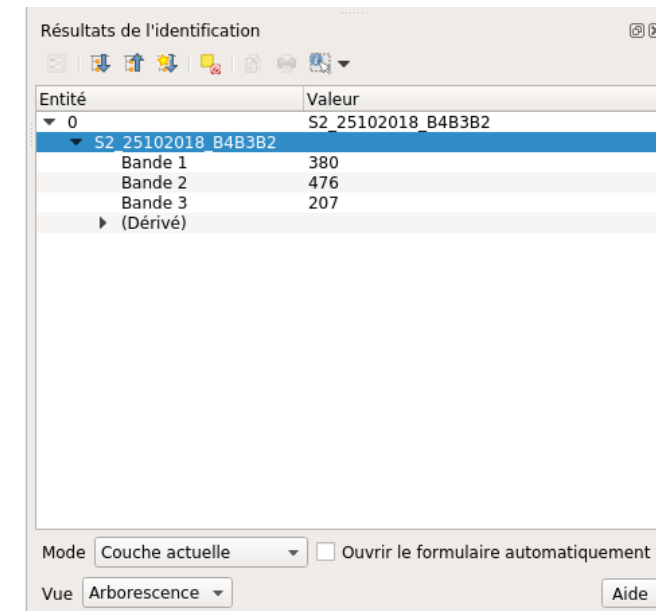 Résultats de l'identification
Entité Valeur
0 S2_25102018_B4B3B2
S2_25102018_B4B3B2
Bande 1 380
Bande 2 476
Bande 3 207
(Dérivé)
Mode Couche actuelle Ouvrir le formulaire automatiquement
Vue Arborescence Aide